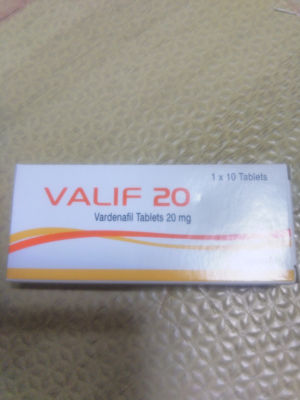 1 x 10 Tablets
VALIF 20
Vardenafil Tablets 20 mg